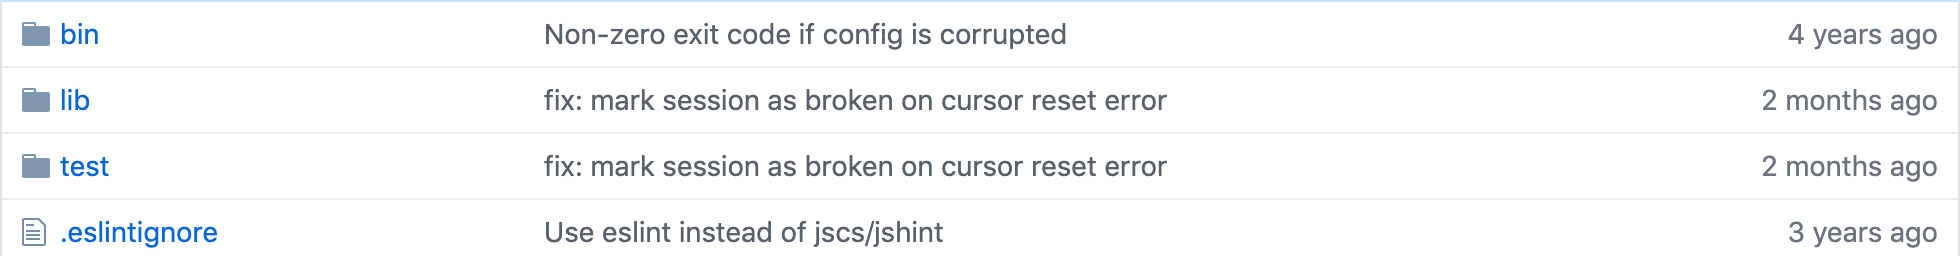 bin Non-zero exit code if config is corrupted 4 years ago
lib fix: mark session as broken on cursor reset error 2 months ago
test fix: mark session as broken on cursor reset error 2 months ago
.eslintignore Use eslint instead of jscs/jshint 3 years ago